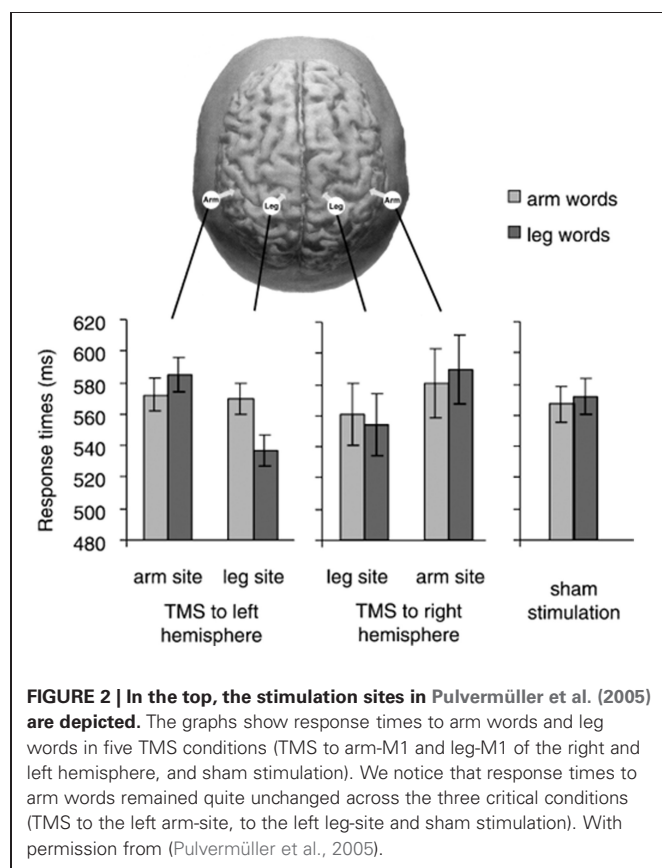 Arm
Leg
Leg
Arm
arm words
leg words
Response times (ms)
620
600
580
560
540
520
500
480
arm site leg site
TMS to left
hemisphere
leg site arm site
TMS to right
hemisphere
sham
stimulation
FIGURE 2 | In the top, the stimulation sites in Pulvermüller et al. (2005)
are depicted. The graphs show response times to arm words and leg
words in five TMS conditions (TMS to arm-M1 and leg-M1 of the right and
left hemisphere, and sham stimulation). We notice that response times to
arm words remained quite unchanged across the three critical conditions
(TMS to the left arm-site, to the left leg-site and sham stimulation). With
permission from (Pulvermüller et al., 2005).